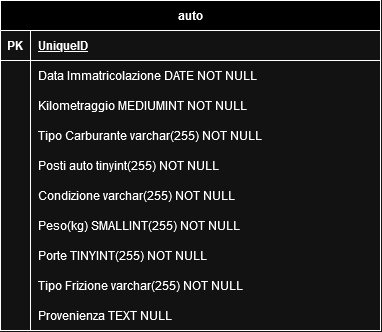 auto
PK UniqueID
Data Immatricolazione DATE NOT NULL
Kilometraggio MEDIUMINT NOT NULL
Tipo Carburante varchar(255) NOT NULL
Posti auto tinyint(255) NOT NULL
Condizione varchar(255) NOT NULL
Peso(kg) SMALLINT(255) NOT NULL
Porte TINYINT(255) NOT NULL
Tipo Frizione varchar(255) NOT NULL
Provenienza TEXT NULL